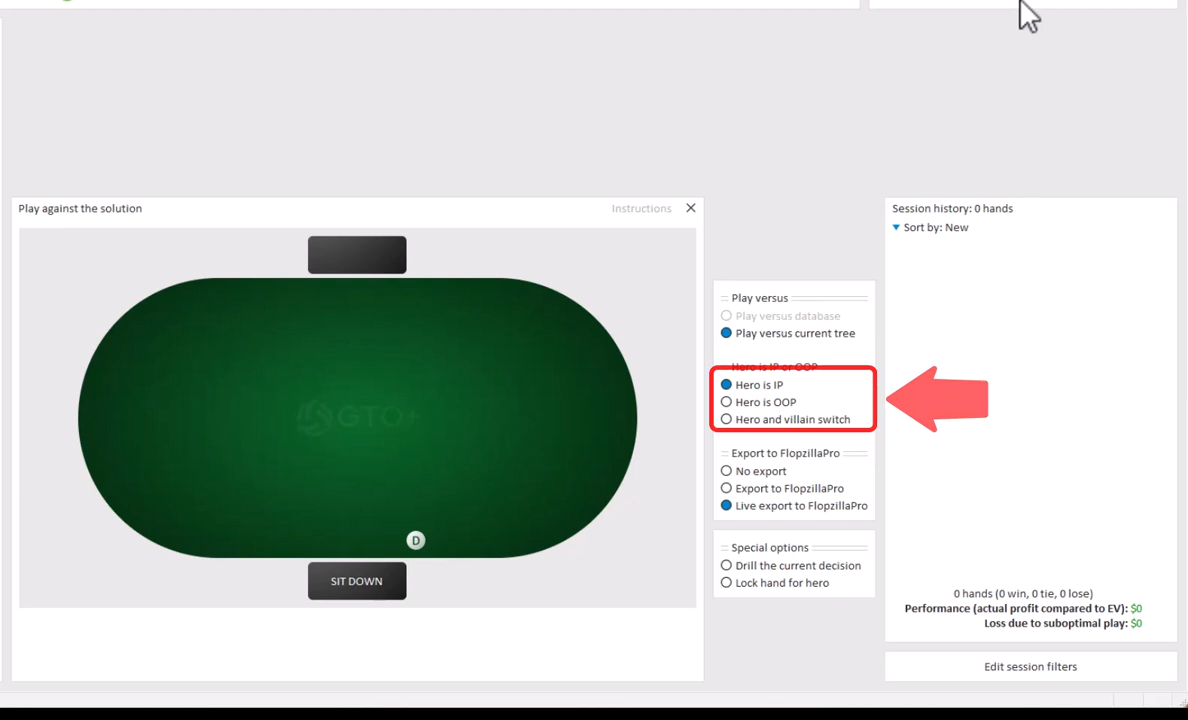 Play against the solution
Instructions
GTO+
D
SIT DOWN
Play versus
Play versus database
Play versus current tree
Hero is IP or OOP
Hero is IP
Hero is OOP
Hero and villain switch
Export to FlopzillaPro
No export
Export to FlopzillaPro
Live export to FlopzillaPro
Special options
Drill the current decision
Lock hand for hero
Session history: 0 hands
Sort by: New
0 hands (0 win, 0 tie, 0 lose)
Performance (actual profit compared to EV): $0
Loss due to suboptimal play: $0
Edit session filters